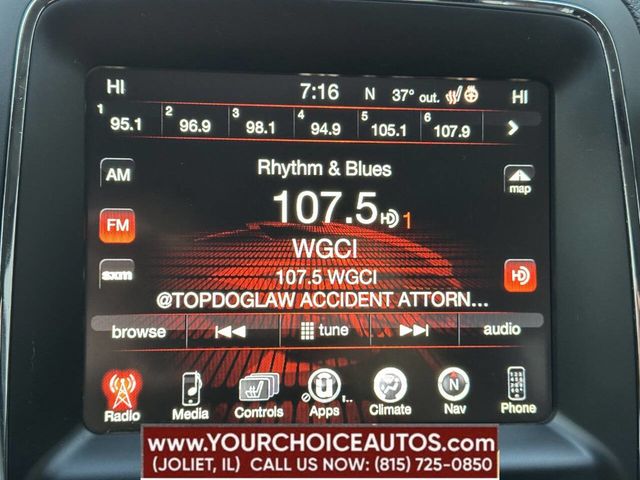 HI 7:16 N 37° out. HI
1 95.1 2 96.9 3 98.1 4 94.9 5 105.1 6 107.9
AM
Rhythm & Blues
map
FM
107.5 HD 1
WGCI
sxm
107.5 WGCI
HD
@TOPDOGLAW ACCIDENT ATTORN...
browse tune audio
Radio Media Controls Apps Climate Nav Phone
www.YOURCHOICEAUTOS.com
(JOLIET, IL) CALL US NOW: (815) 725-0850